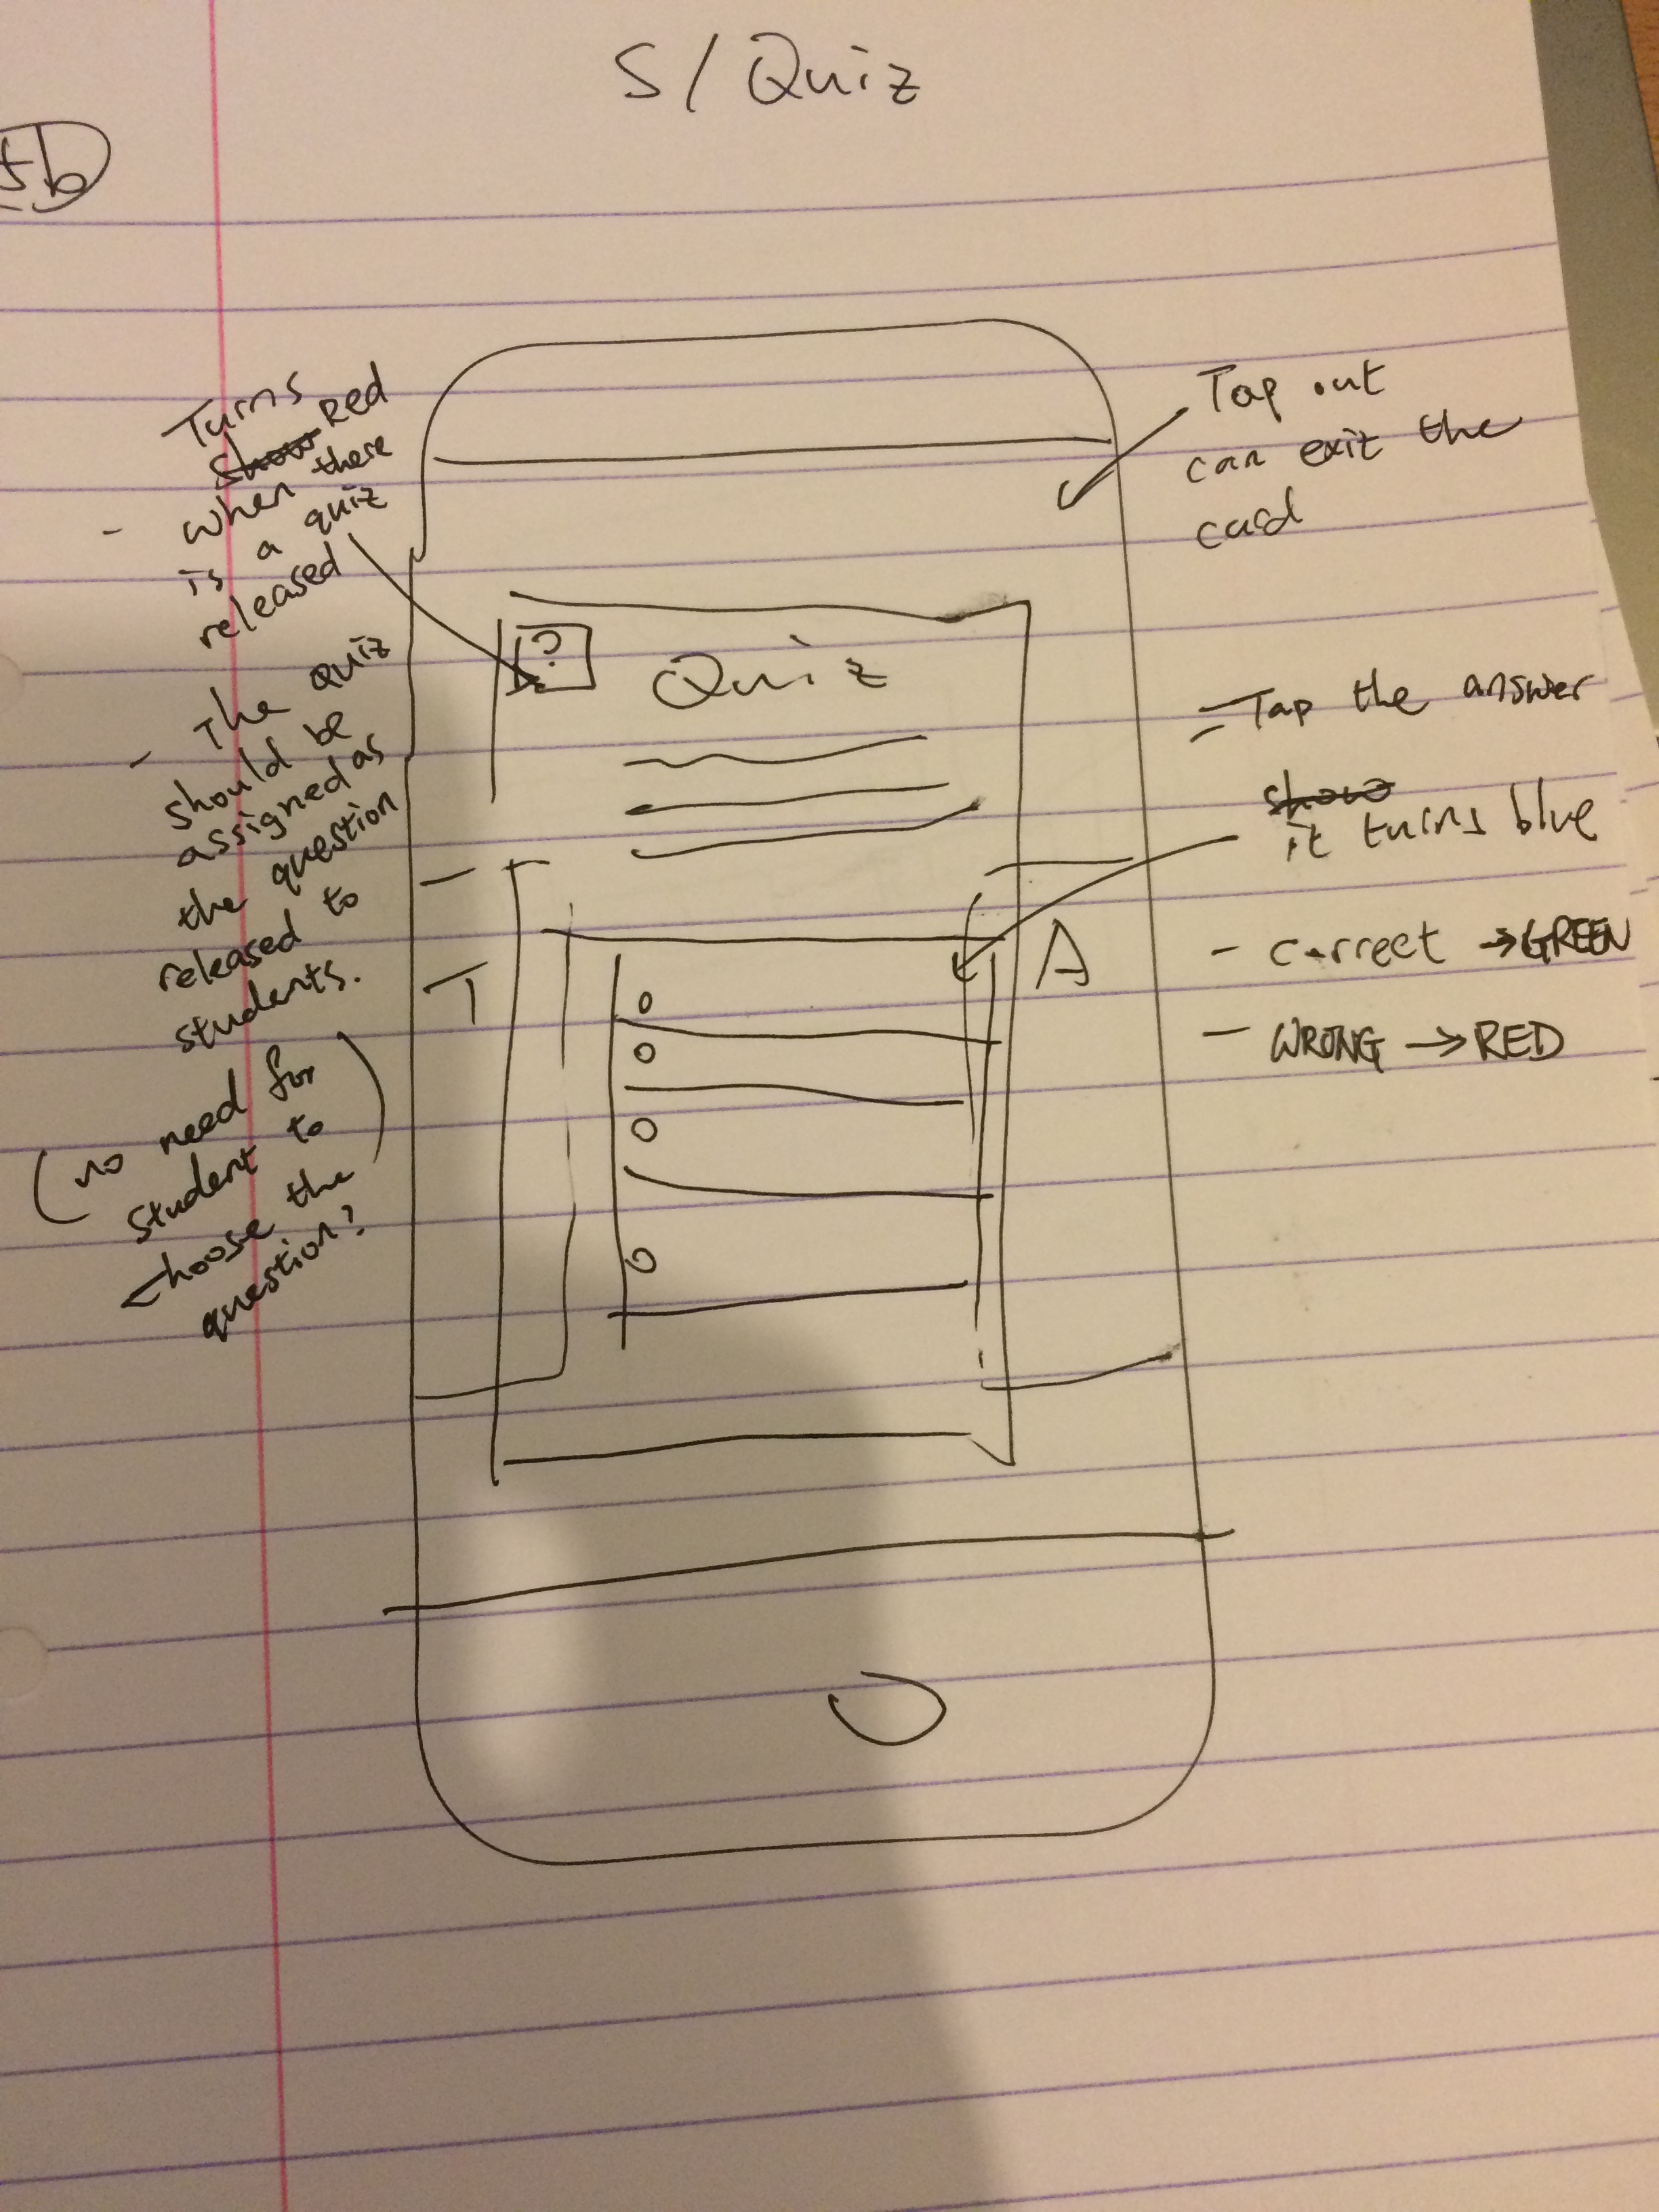 S/Quiz
5b
Turns
show Red
- when there
is a quiz
released
- The quiz
should be
assigned as
the question
released to
students.
(no need for
student to
choose the
question?)
?
Quiz
T
A
Tap out
can exit the
card
- Tap the answer
show
it turns blue
- correct → GREEN
- WRONG → RED